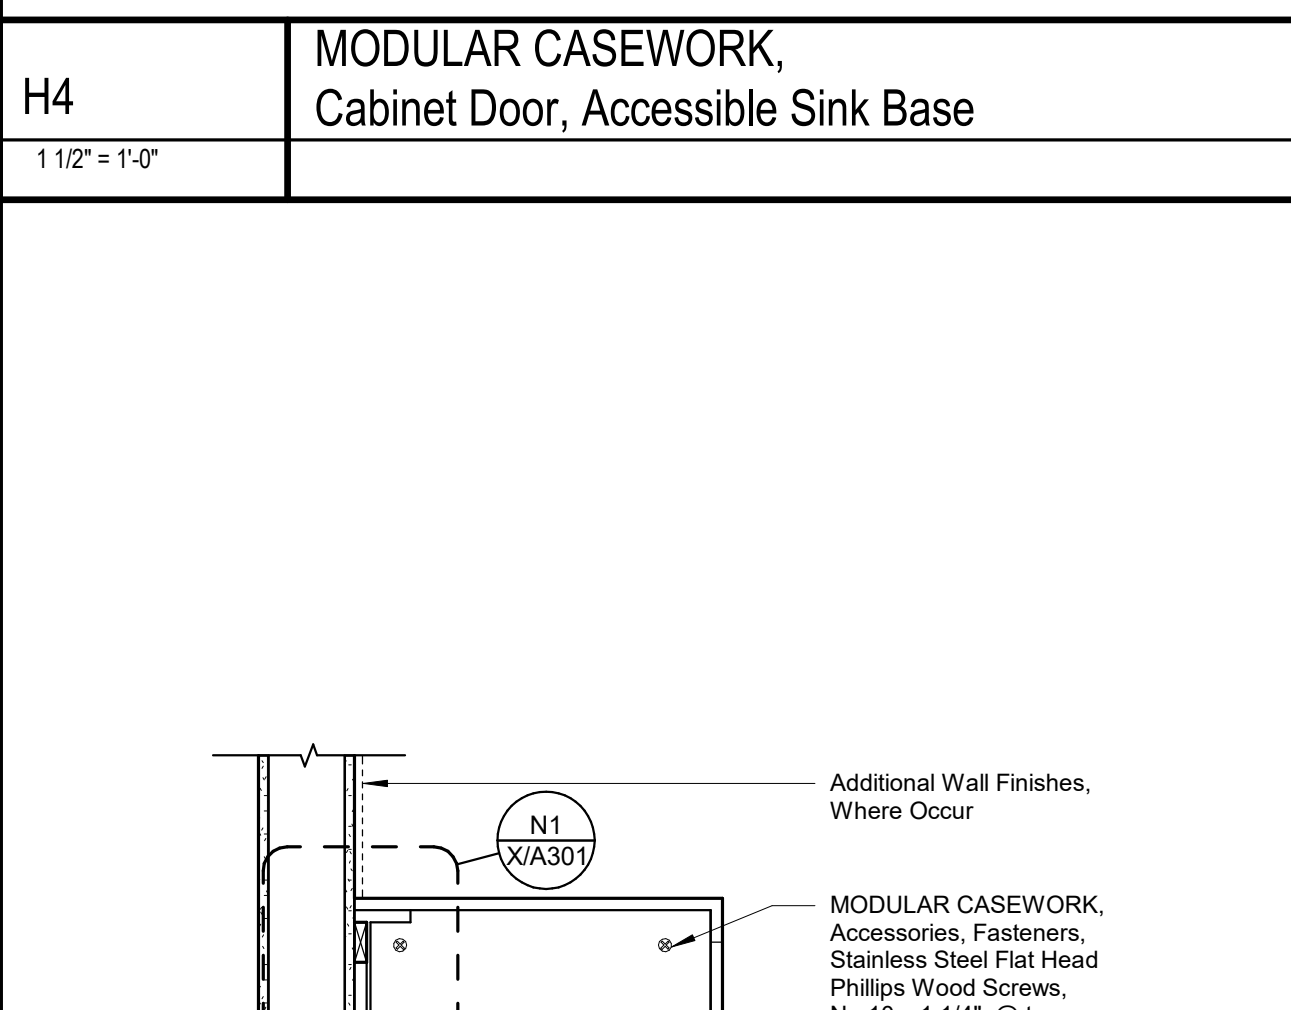 H4
MODULAR CASEWORK,
Cabinet Door, Accessible Sink Base
1 1/2" = 1'-0"
Additional Wall Finishes,
Where Occur
N1
X/A301
MODULAR CASEWORK,
Accessories, Fasteners,
Stainless Steel Flat Head
Phillips Wood Screws,